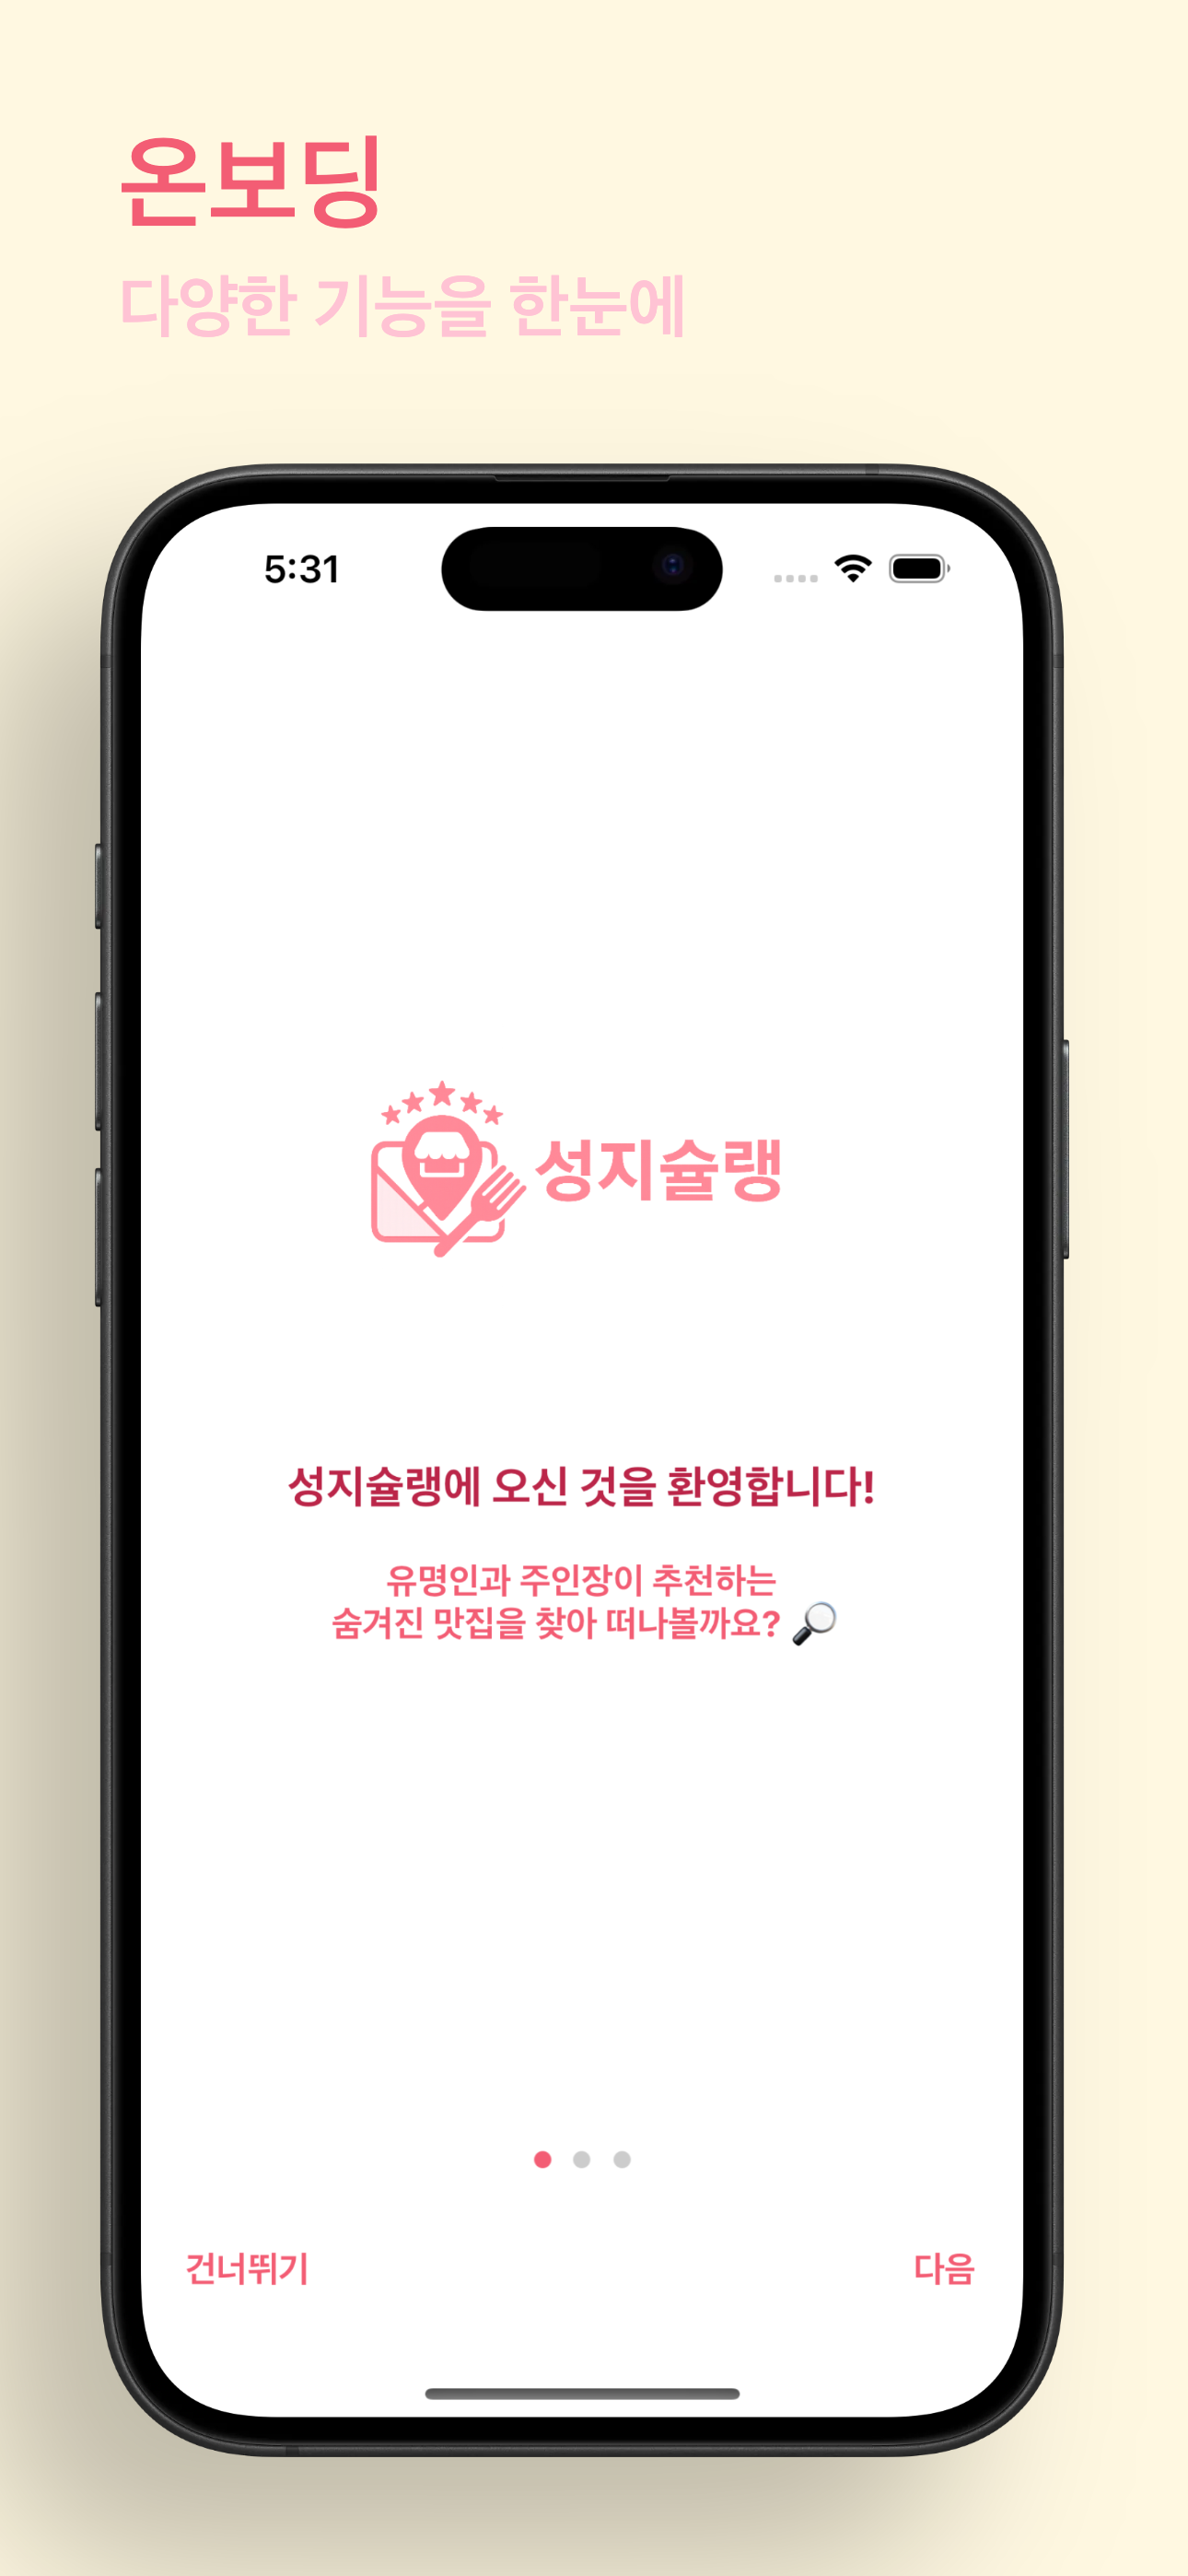 온보딩
다양한 기능을 한눈에
5:31
성지슐랭
성지슐랭에 오신 것을 환영합니다!
유명인과 주인장이 추천하는
숨겨진 맛집을 찾아 떠나볼까요? 🔎
건너뛰기
다음